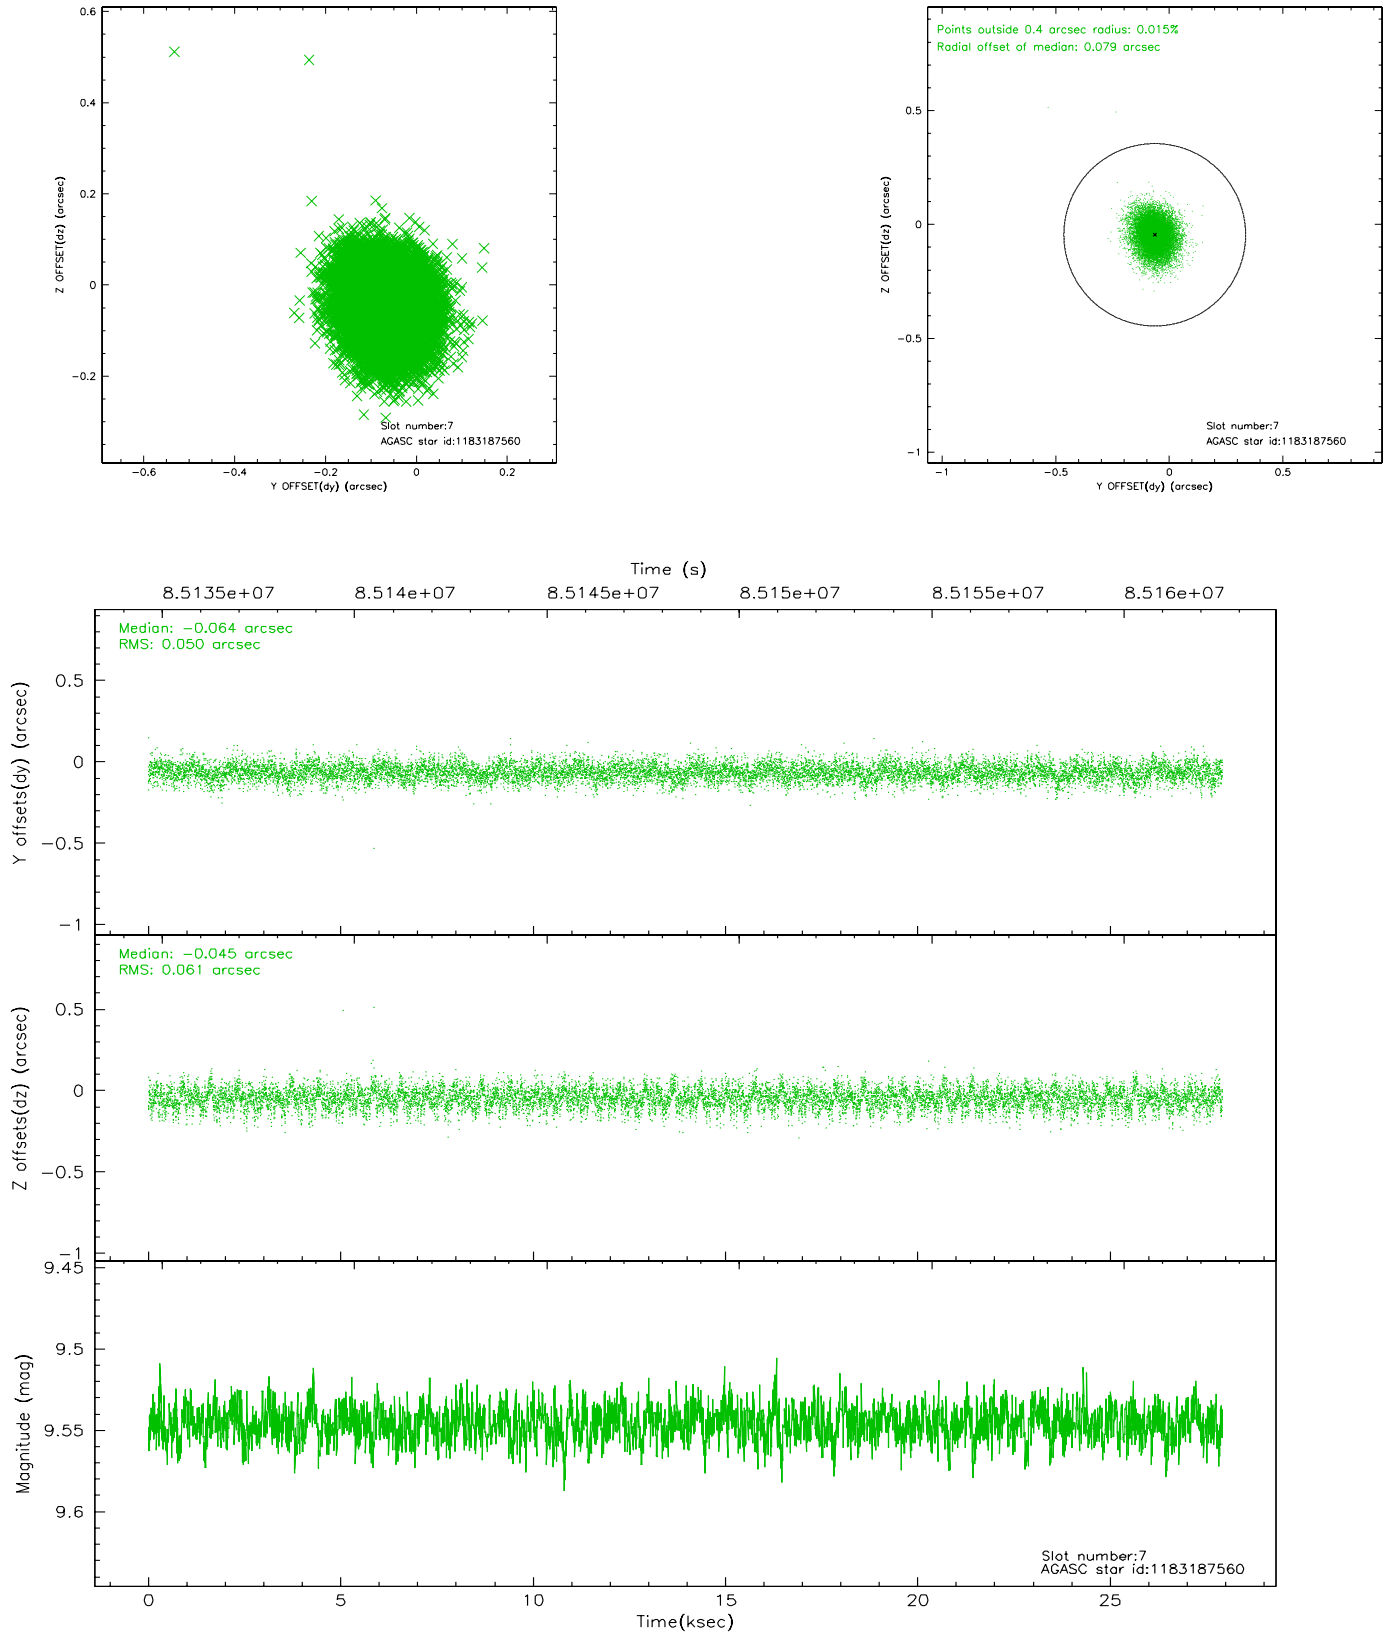 0.6
0.4
0.2
0
−0.2
−0.6
−0.4
−0.2
0
0.2
Z OFFSET(dz) (arcsec)
Y OFFSET(dy) (arcsec)
Slot number:7
AGASC star id:1183187560
Points outside 0.4 arcsec radius: 0.015%
Radial offset of median: 0.079 arcsec
0.5
0
−0.5
−1
−1
−0.5
0
0.5
Z OFFSET(dz) (arcsec)
Y OFFSET(dy) (arcsec)
Slot number:7
AGASC star id:1183187560
Time (s)
8.5135e+07
8.514e+07
8.5145e+07
8.515e+07
8.5155e+07
8.516e+07
Median: −0.064 arcsec
RMS: 0.050 arcsec
0.5
0
−0.5
−1
Y offsets(dy) (arcsec)
Median: −0.045 arcsec
RMS: 0.061 arcsec
0.5
0
−0.5
−1
Z offsets(dz) (arcsec)
9.45
9.5
9.55
9.6
Magnitude (mag)
Slot number:7
AGASC star id:1183187560
0
5
10
15
20
25
Time(ksec)